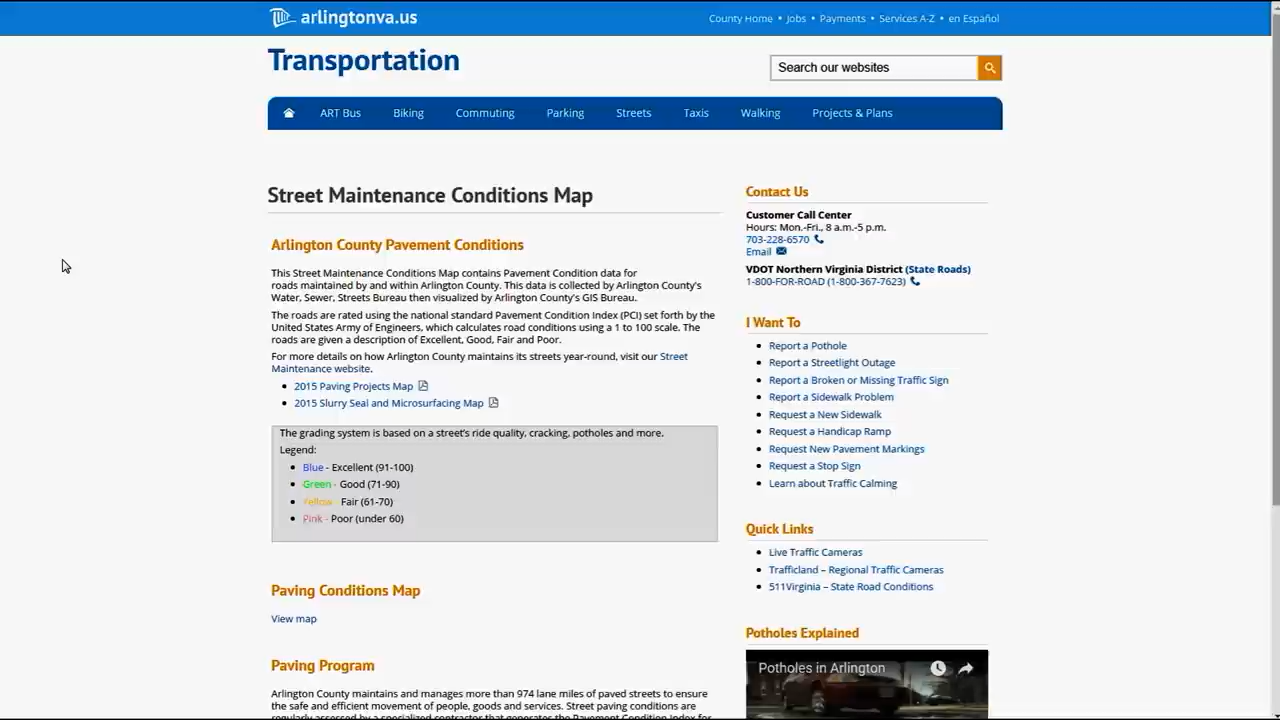 arlingtonva.us
County Home • Jobs • Payments • Services A-Z • en Español
Transportation
Search our websites
ART Bus Biking Commuting Parking Streets Taxis Walking Projects & Plans
Street Maintenance Conditions Map
Arlington County Pavement Conditions
This Street Maintenance Conditions Map contains Pavement Condition data for
roads maintained by and within Arlington County. This data is collected by Arlington County's
Water, Sewer, Streets Bureau then visualized by Arlington County's GIS Bureau.
The roads are rated using the national standard Pavement Condition Index (PCI) set forth by the
United States Army of Engineers, which calculates road conditions using a 1 to 100 scale. The
roads are given a description of Excellent, Good, Fair and Poor.
For more details on how Arlington County maintains its streets year-round, visit our Street
Maintenance website.
• 2015 Paving Projects Map
• 2015 Slurry Seal and Microsurfacing Map
The grading system is based on a street's ride quality, cracking, potholes and more.
Legend:
• Blue - Excellent (91-100)
• Green - Good (71-90)
• Yellow - Fair (61-70)
• Pink - Poor (under 60)
Paving Conditions Map
View map
Paving Program
Arlington County maintains and manages more than 974 lane miles of paved streets to ensure
the safe and efficient movement of people, goods and services. Street paving conditions are
regularly assessed by a specialized contractor that generates the Pavement Condition Index for
Contact Us
Customer Call Center
Hours: Mon.-Fri., 8 a.m.-5 p.m.
703-228-6570
Email
VDOT Northern Virginia District (State Roads)
1-800-FOR-ROAD (1-800-367-7623)
I Want To
• Report a Pothole
• Report a Streetlight Outage
• Report a Broken or Missing Traffic Sign
• Report a Sidewalk Problem
• Request a New Sidewalk
• Request a Handicap Ramp
• Request New Pavement Markings
• Request a Stop Sign
• Learn about Traffic Calming
Quick Links
• Live Traffic Cameras
• Trafficland – Regional Traffic Cameras
• 511Virginia – State Road Conditions
Potholes Explained
Potholes in Arlington